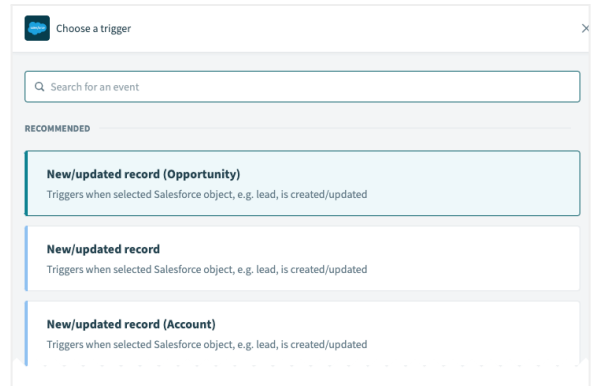 Choose a trigger
Search for an event
RECOMMENDED
New/updated record (Opportunity)
Triggers when selected Salesforce object, e.g. lead, is created/updated
New/updated record
Triggers when selected Salesforce object, e.g. lead, is created/updated
New/updated record (Account)
Triggers when selected Salesforce object, e.g. lead, is created/updated